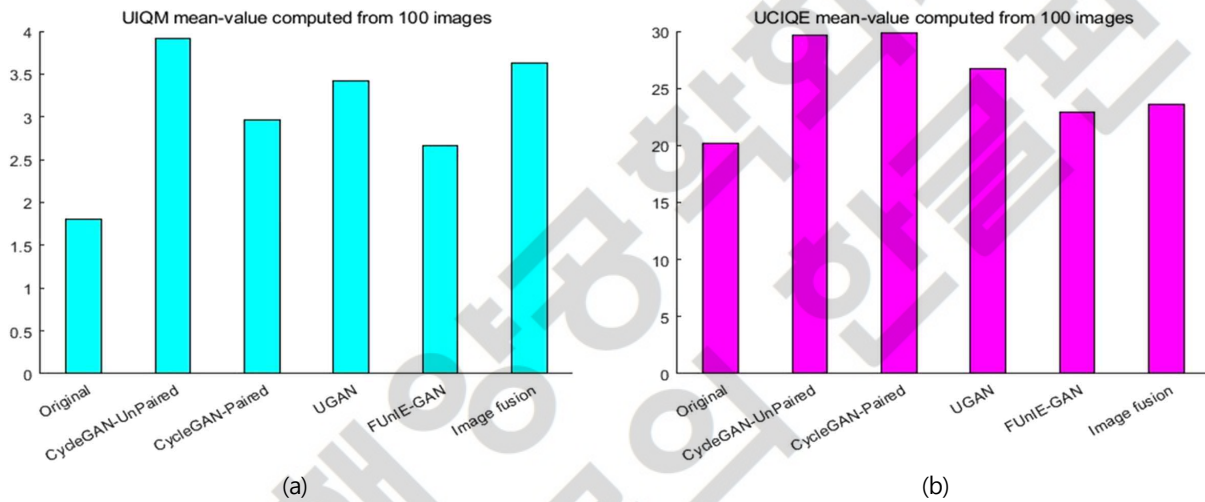 UIQM mean-value computed from 100 images
4
3.5
3
2.5
2
1.5
1
0.5
0
Original
CycleGAN-UnPaired
CycleGAN-Paired
UGAN
FUnIE-GAN
Image fusion
(a)
UCIQE mean-value computed from 100 images
30
25
20
15
10
5
0
Original
CycleGAN-UnPaired
CycleGAN-Paired
UGAN
FUnIE-GAN
Image fusion
(b)